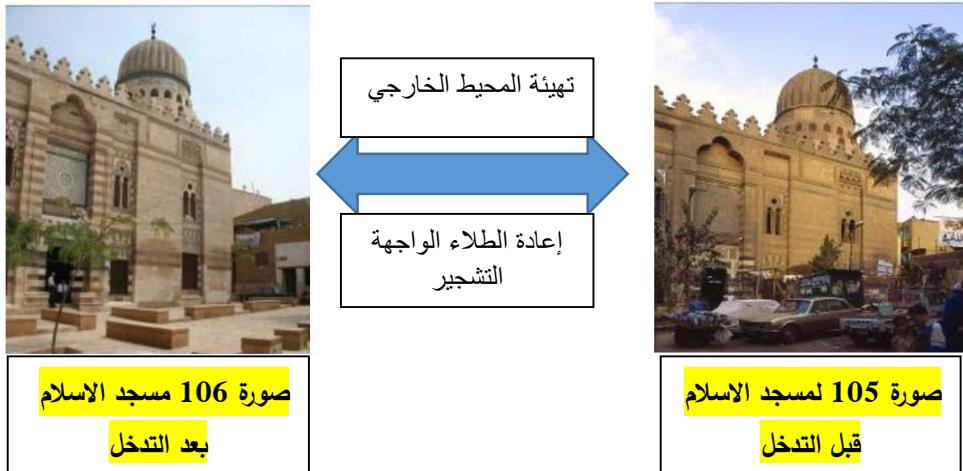 تهيئة المحيط الخارجي
إعادة الطلاء الواجهة
التشجير
صورة 105 لمسجد الاسلام
قبل التدخل
صورة 106 مسجد الاسلام
بعد التدخل